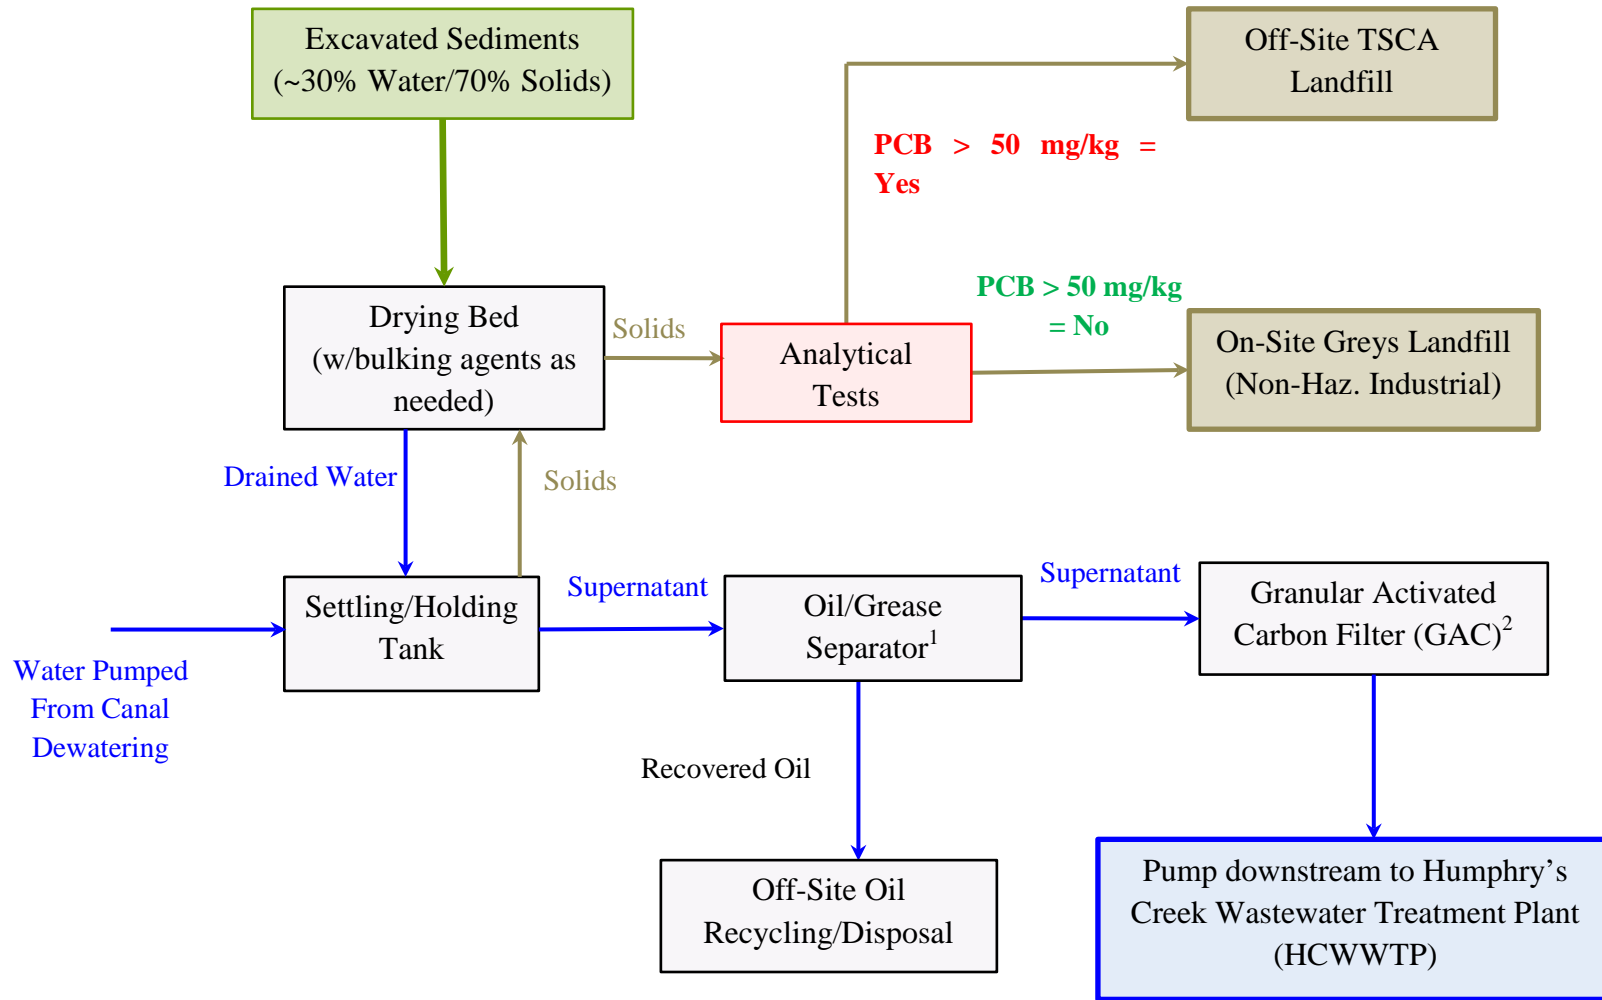 Excavated Sediments
(~30% Water/70% Solids)
Off-Site TSCA
Landfill
PCB > 50 mg/kg =
Yes
PCB > 50 mg/kg
= No
Drying Bed
(w/bulking agents as
needed)
Solids
Analytical
Tests
On-Site Greys Landfill
(Non-Haz. Industrial)
Drained Water
Solids
Water Pumped
From Canal
Dewatering
Settling/Holding
Tank
Supernatant
Oil/Grease
Separator¹
Supernatant
Granular Activated
Carbon Filter (GAC)²
Recovered Oil
Off-Site Oil
Recycling/Disposal
Pump downstream to Humphry’s
Creek Wastewater Treatment Plant
(HCWWTP)